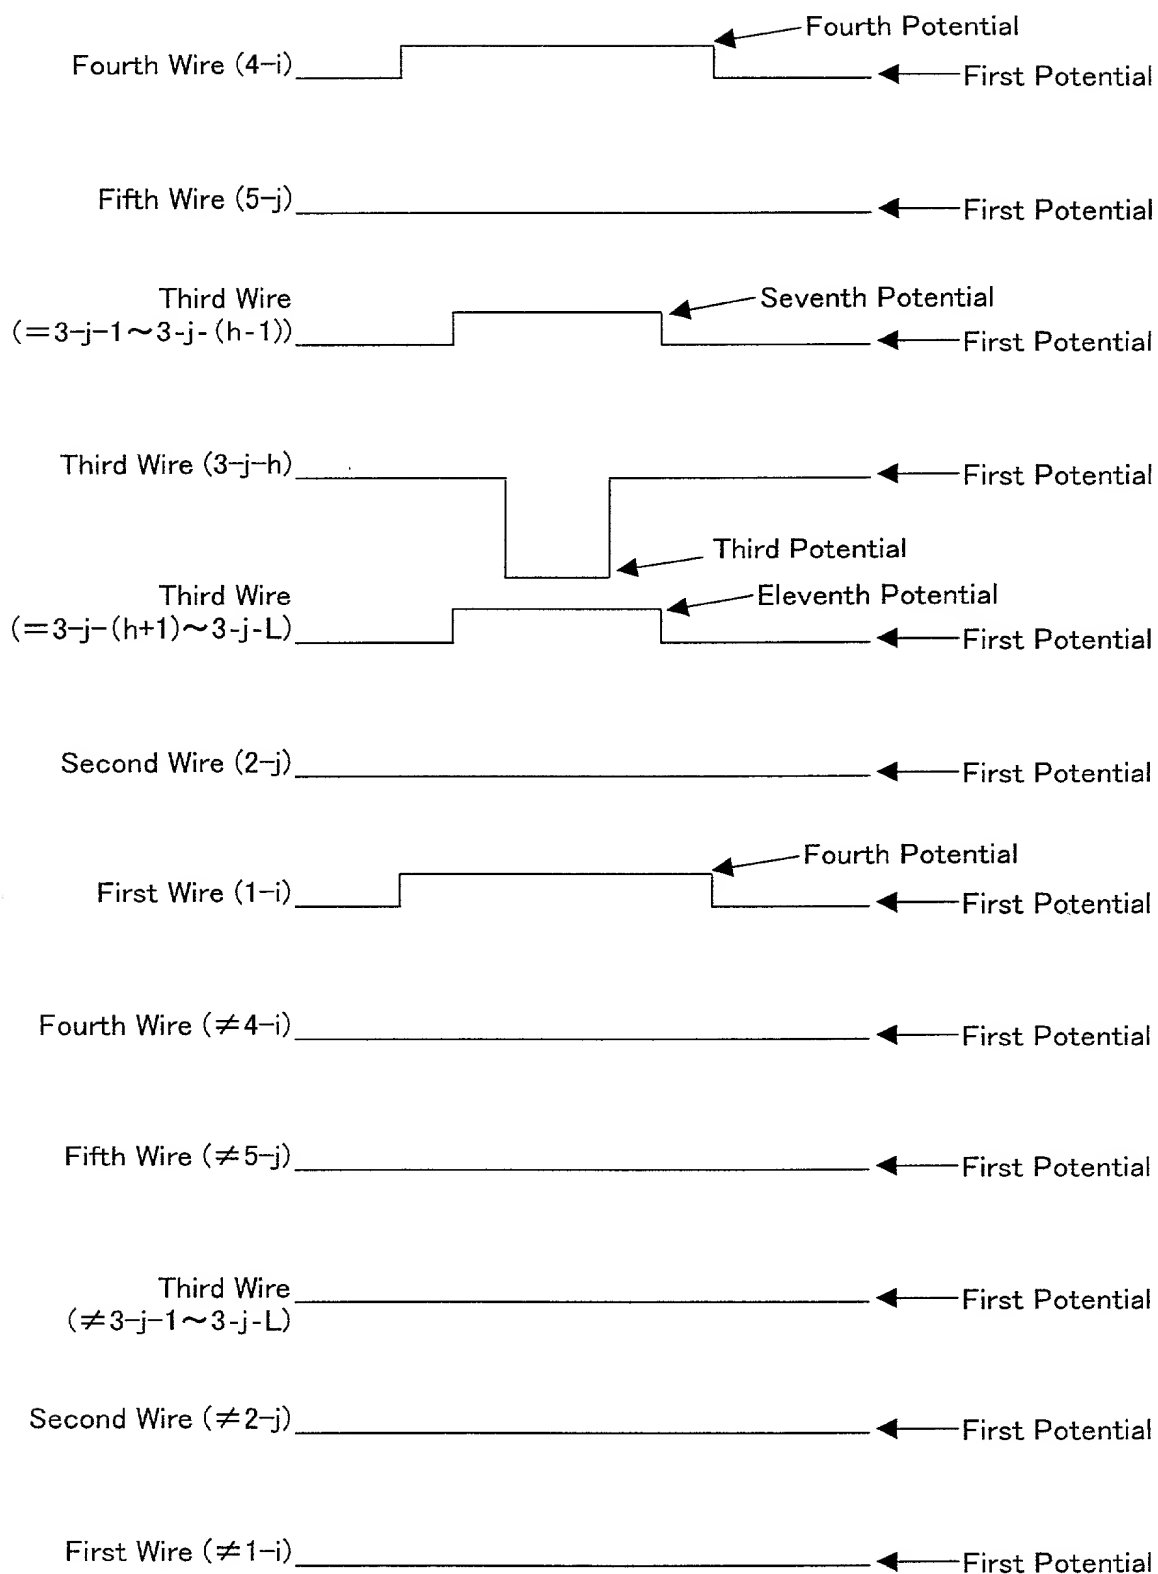 Fourth Potential
Fourth Wire (4-i)
First Potential
Fifth Wire (5-j)
First Potential
Third Wire
(=3-j-1～3-j-(h-1))
Seventh Potential
First Potential
Third Wire (3-j-h)
First Potential
Third Potential
Third Wire
(=3-j-(h+1)～3-j-L)
Eleventh Potential
First Potential
Second Wire (2-j)
First Potential
Fourth Potential
First Wire (1-i)
First Potential
Fourth Wire (≠4-i)
First Potential
Fifth Wire (≠5-j)
First Potential
Third Wire
(≠3-j-1～3-j-L)
First Potential
Second Wire (≠2-j)
First Potential
First Wire (≠1-i)
First Potential